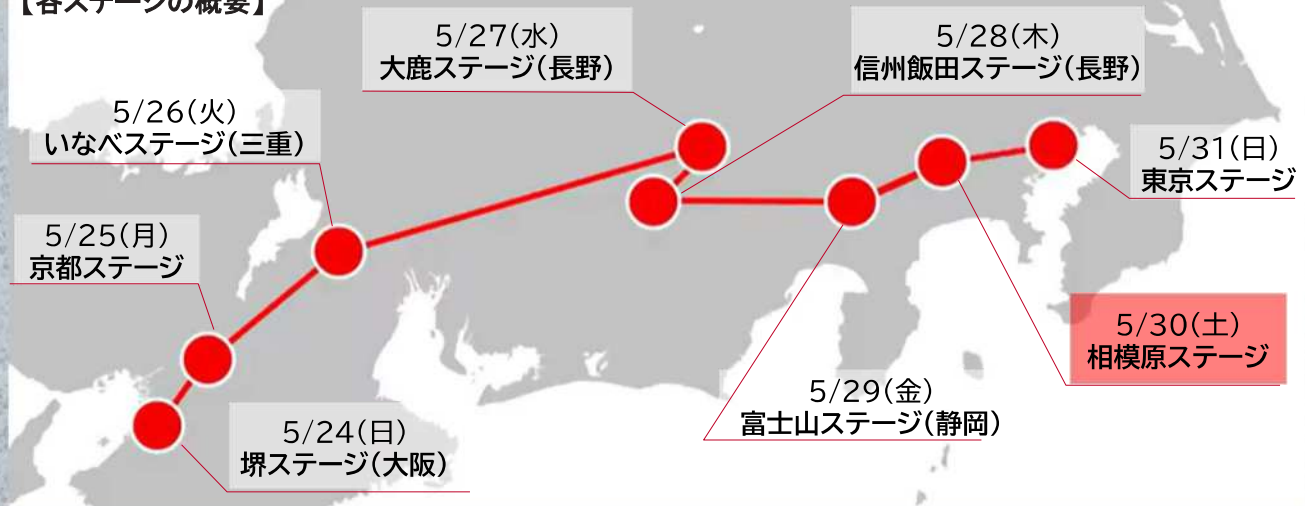 【各ステージの概要】
5/27(水)
大鹿ステージ(長野)
5/28(木)
信州飯田ステージ(長野)
5/26(火)
いなべステージ(三重)
5/31(日)
東京ステージ
5/25(月)
京都ステージ
5/30(土)
相模原ステージ
5/29(金)
富士山ステージ(静岡)
5/24(日)
堺ステージ(大阪)